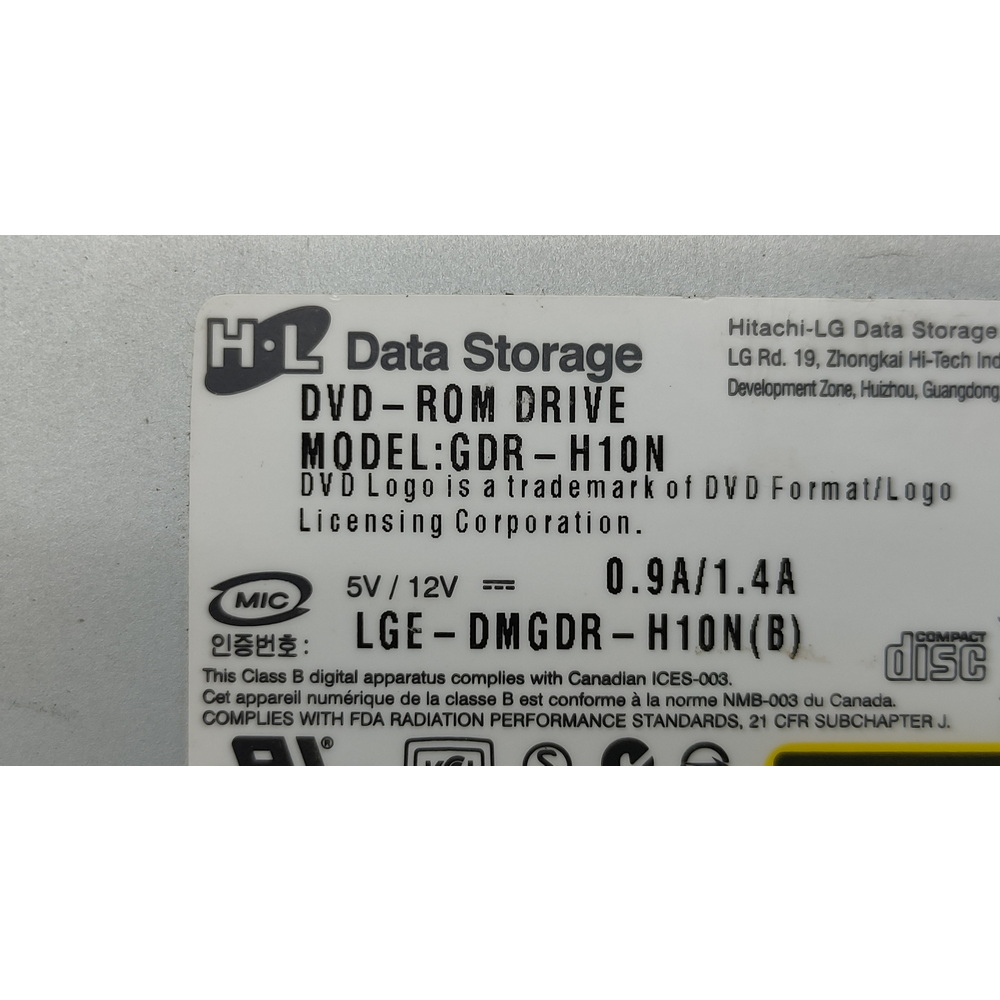 H·L Data Storage
DVD-ROM DRIVE
MODEL:GDR-H10N
DVD Logo is a trademark of DVD Format/Logo
Licensing Corporation.
Hitachi-LG Data Storage
LG Rd. 19, Zhongkai Hi-Tech Ind
Development Zone, Huizhou, Guangdong,
MIC
5V / 12V ⎓ 0.9A/1.4A
인증번호: LGE-DMGDR-H10N(B)
COMPACT
disc
This Class B digital apparatus complies with Canadian ICES-003.
Cet appareil numérique de la classe B est conforme à la norme NMB-003 du Canada.
COMPLIES WITH FDA RADIATION PERFORMANCE STANDARDS, 21 CFR SUBCHAPTER J.